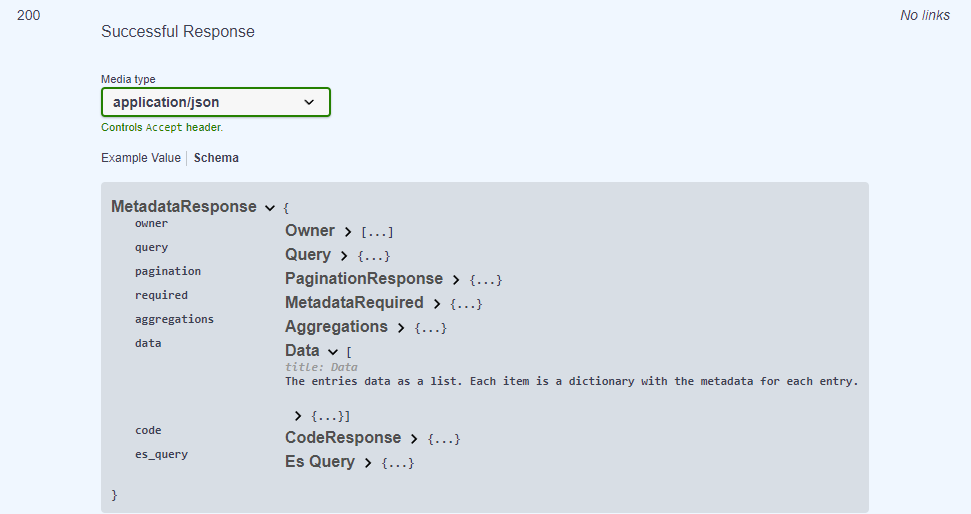 200 No links
Successful Response
Media type
application/json
Controls Accept header.
Example Value Schema
MetadataResponse {
owner Owner > [...]
query Query > {...}
pagination PaginationResponse > {...}
required MetadataRequired > {...}
aggregations Aggregations > {...}
data Data [
title: Data
The entries data as a list. Each item is a dictionary with the metadata for each entry.
> {...}]
code CodeResponse > {...}
es_query Es Query > {...}
}